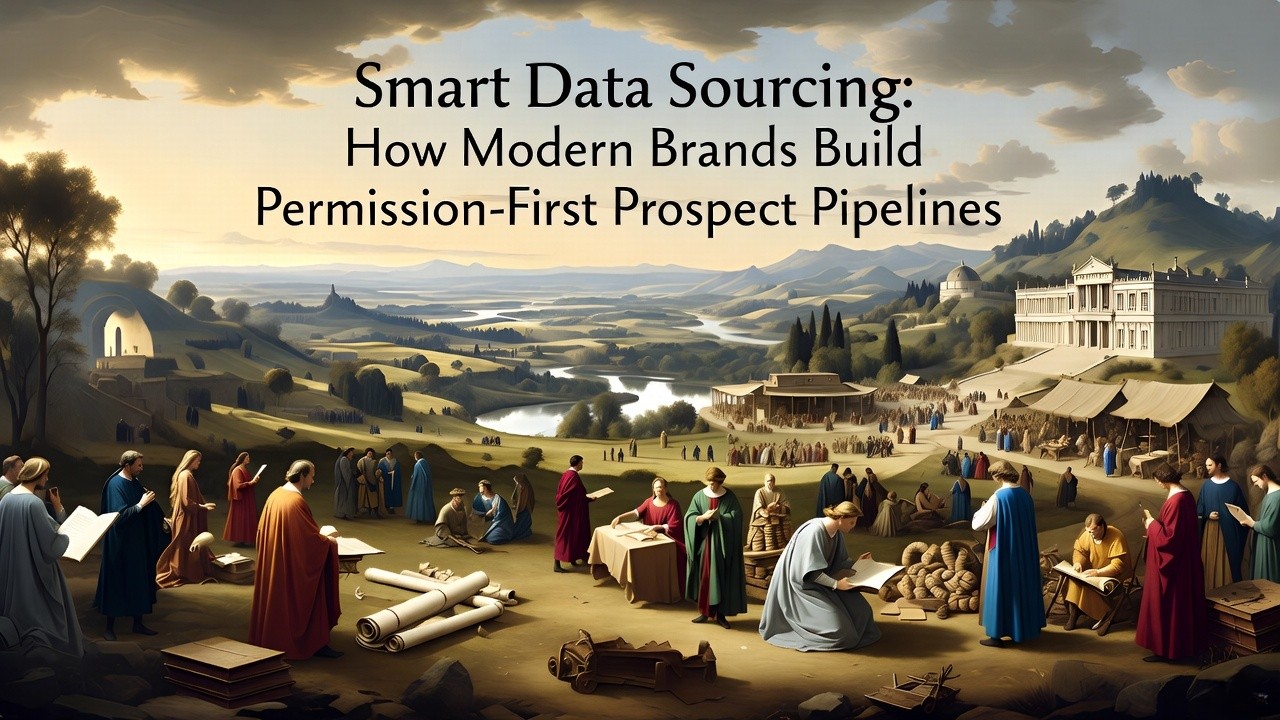 Smart Data Sourcing:
How Modern Brands Build
Permission-First Prospect Pipelines